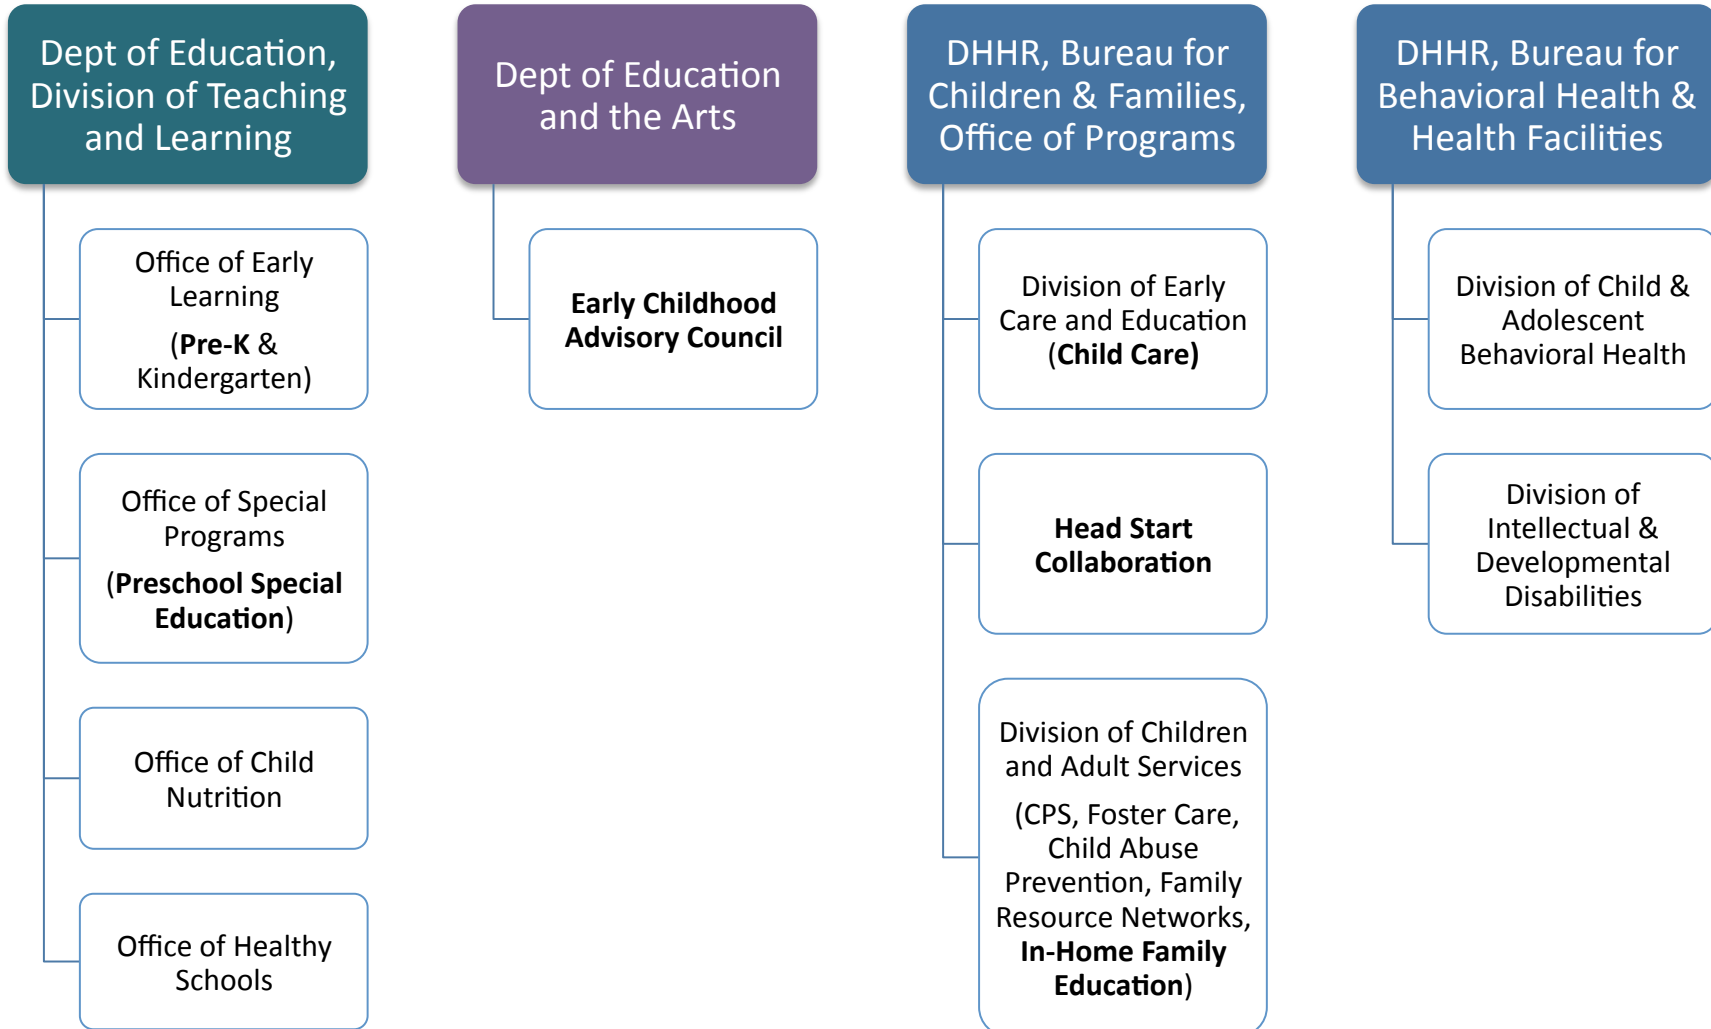 Dept of Education,
Division of Teaching
and Learning
Office of Early
Learning
(Pre-K &
Kindergarten)
Office of Special
Programs
(Preschool Special
Education)
Office of Child
Nutrition
Office of Healthy
Schools
Dept of Education
and the Arts
Early Childhood
Advisory Council
DHHR, Bureau for
Children & Families,
Office of Programs
Division of Early
Care and Education
(Child Care)
Head Start
Collaboration
Division of Children
and Adult Services
(CPS, Foster Care,
Child Abuse
Prevention, Family
Resource Networks,
In-Home Family
Education)
DHHR, Bureau for
Behavioral Health &
Health Facilities
Division of Child &
Adolescent
Behavioral Health
Division of
Intellectual &
Developmental
Disabilities